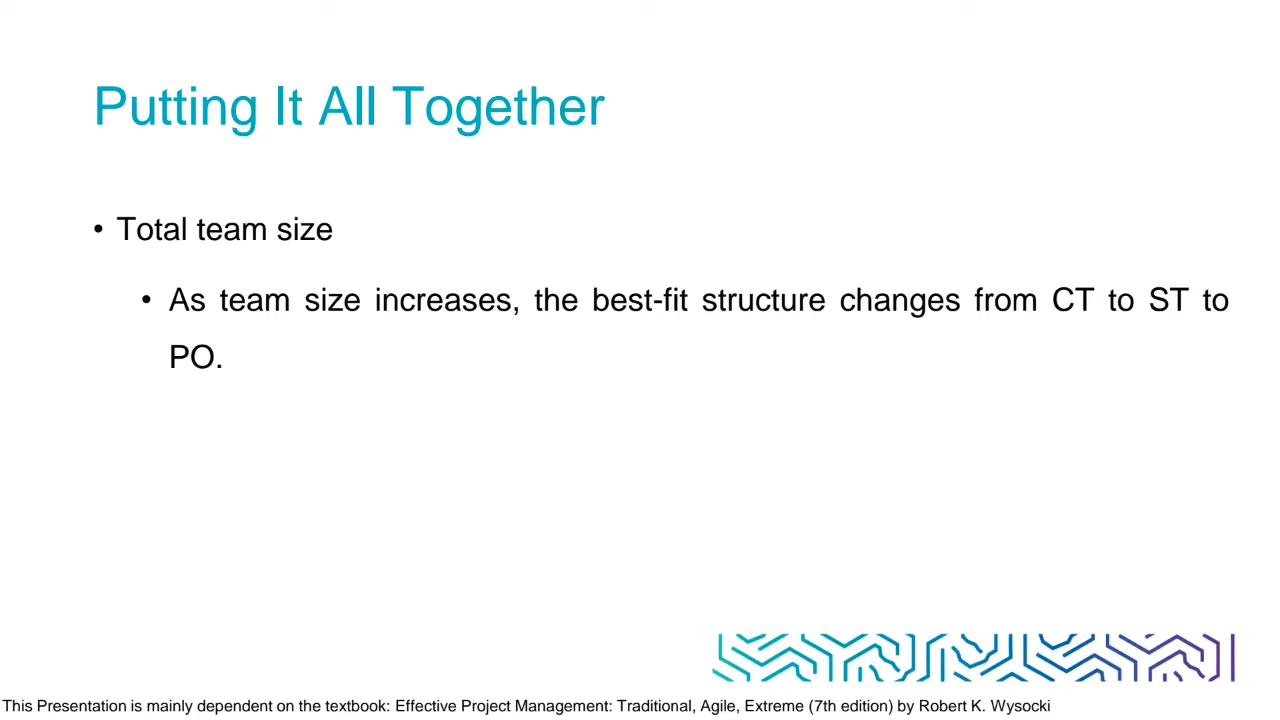 Putting It All Together
• Total team size
• As team size increases, the best-fit structure changes from CT to ST to
PO.
This Presentation is mainly dependent on the textbook: Effective Project Management: Traditional, Agile, Extreme (7th edition) by Robert K. Wysocki